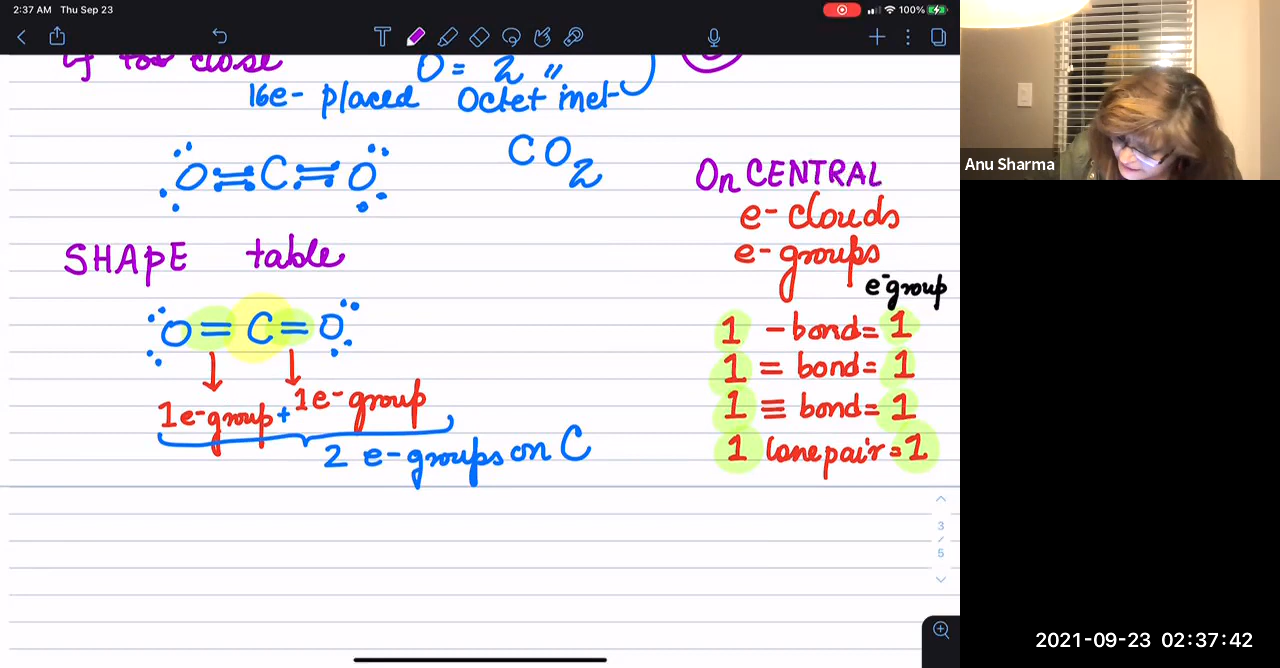 2:37 AM Thu Sep 23
100%
T
too close
O = 2 "
16e- placed Octet met
O=C=O
CO2
On CENTRAL
e- clouds
e- groups
SHAPE table
e- group
O=C=O
1 - bond = 1
1 = bond = 1
1 ≡ bond = 1
1 lone pair = 1
1e-group + 1e-group
2 e-groups on C
3
/
5
Anu Sharma
2021-09-23 02:37:42